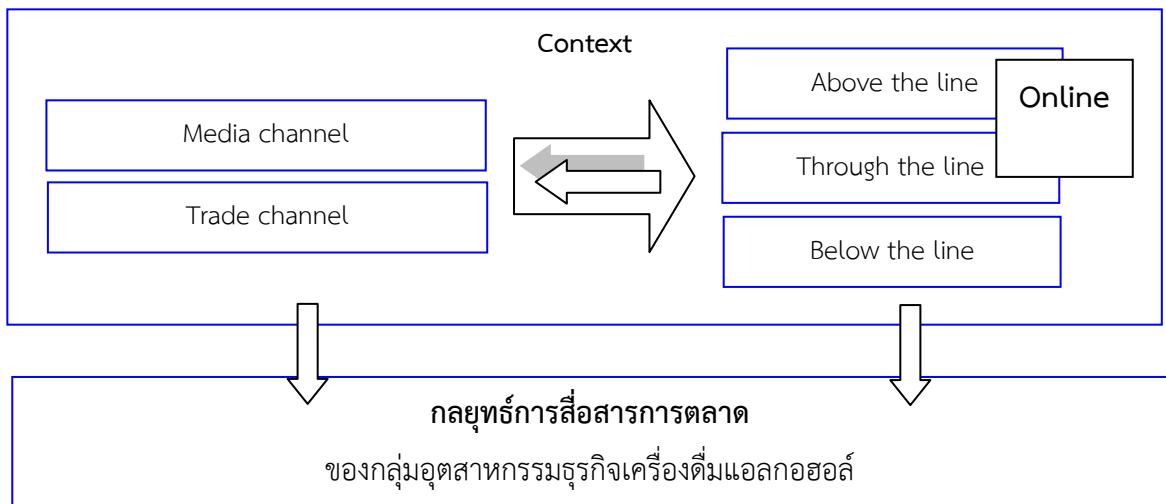 Context
Media channel
Trade channel
Above the line
Through the line
Below the line
Online
กลยุทธ์การสื่อสารการตลาด
ของกลุ่มอุตสาหกรรมธุรกิจเครื่องดื่มแอลกอฮอล์